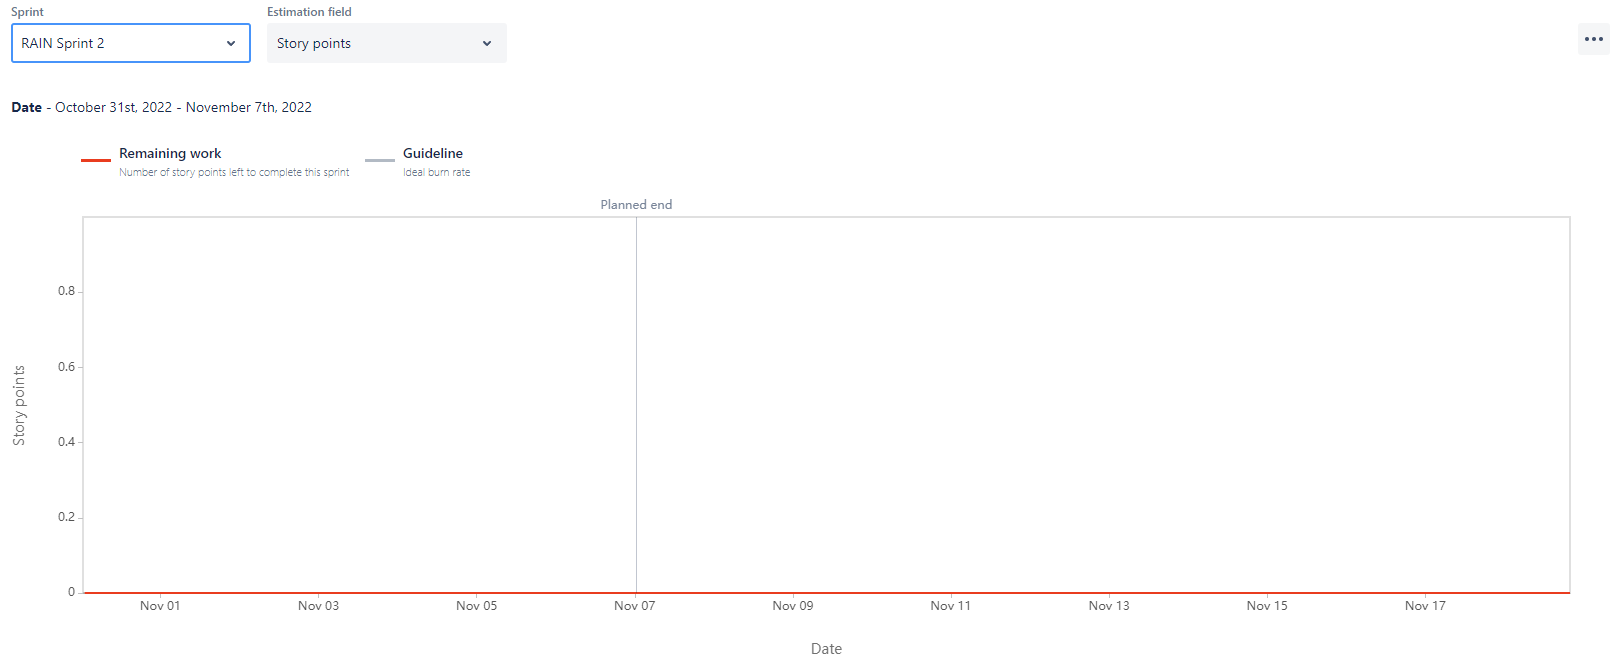 Sprint
Estimation field
RAIN Sprint 2
Story points
Date - October 31st, 2022 - November 7th, 2022
Remaining work
Number of story points left to complete this sprint
Guideline
Ideal burn rate
Planned end
0.8
0.6
0.4
0.2
0
Story points
Nov 01
Nov 03
Nov 05
Nov 07
Nov 09
Nov 11
Nov 13
Nov 15
Nov 17
Date